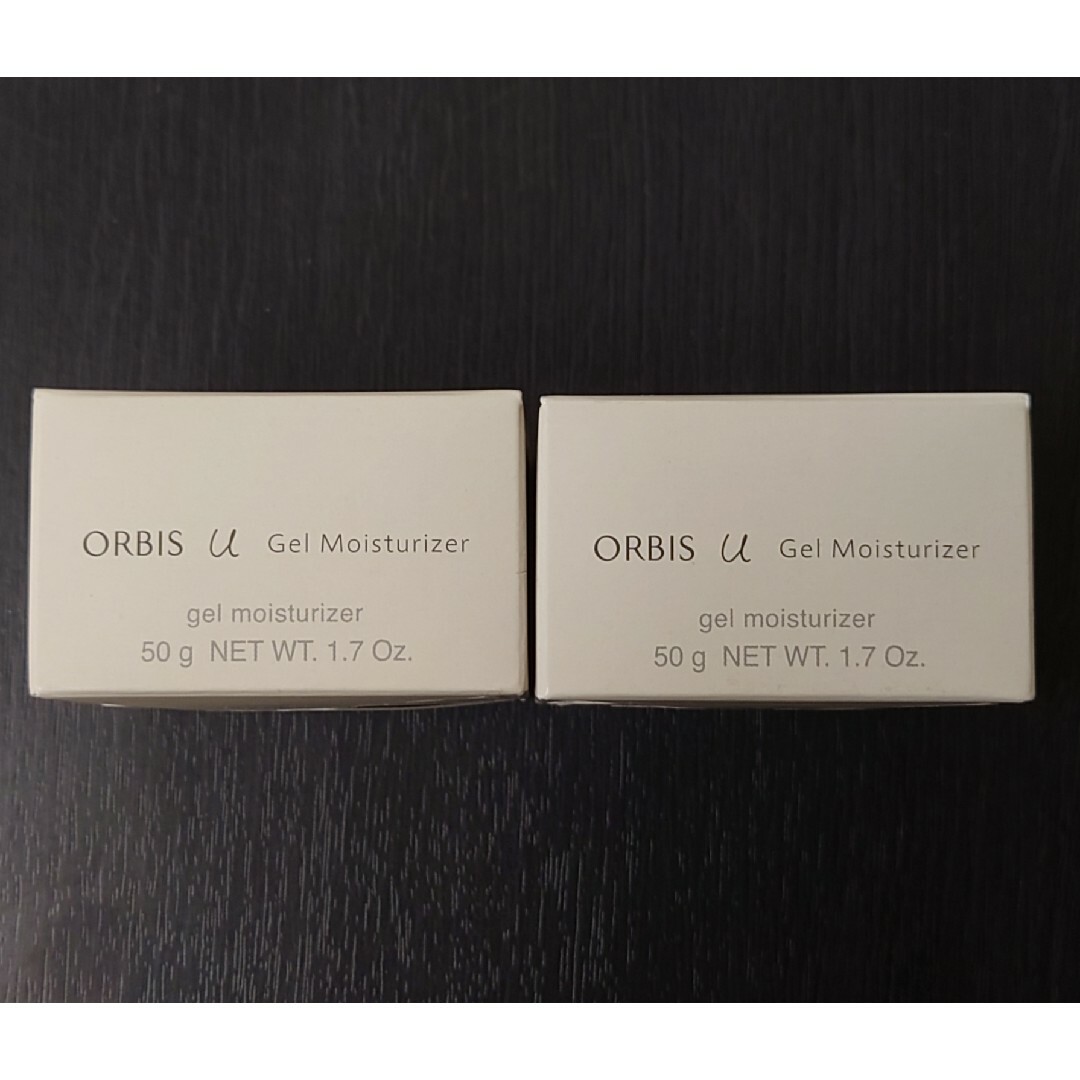 ORBIS u Gel Moisturizer
gel moisturizer
50 g NET WT. 1.7 Oz.
ORBIS u Gel Moisturizer
gel moisturizer
50 g NET WT. 1.7 Oz.